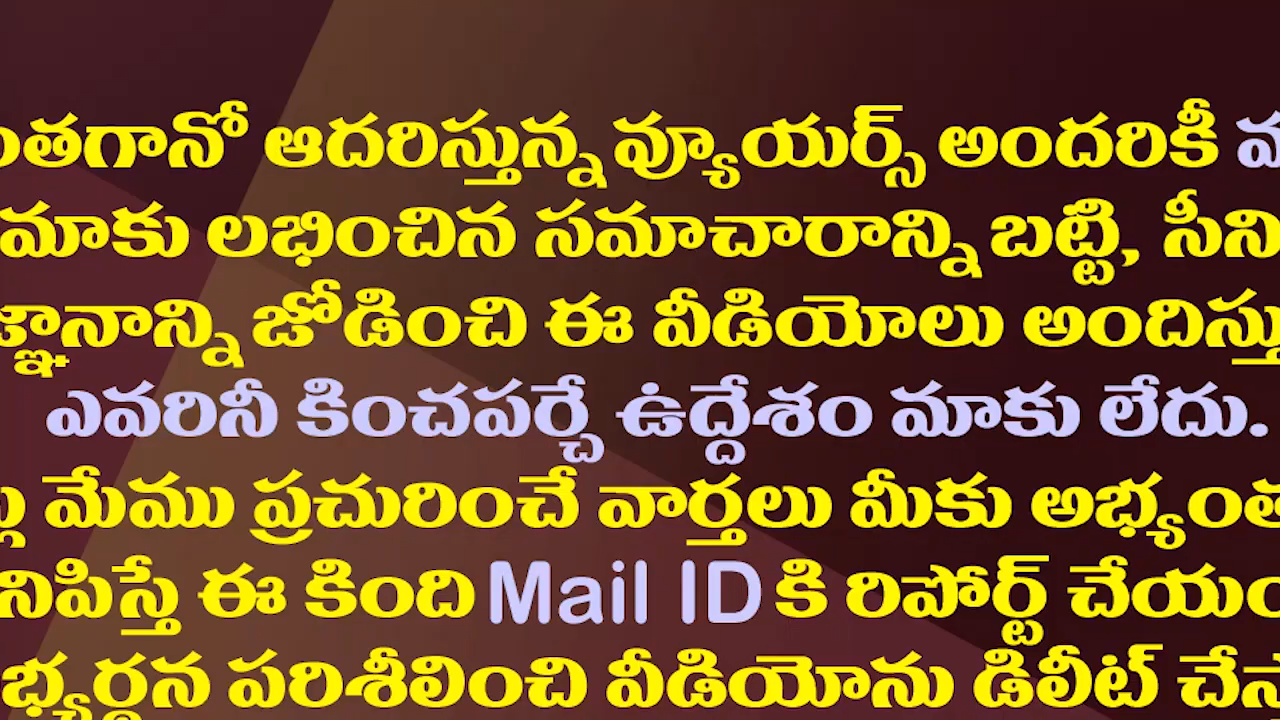 ఆదరిస్తున్న వ్యూయర్స్ అందరికీ
మాకు లభించిన సమాచారాన్ని బట్టి,
జోడించి ఈ వీడియోలు
ఎవరినీ కించపర్చే ఉద్దేశం మాకు లేదు.
మేము ప్రచురించే వార్తలు మీకు
ఈ కింది Mail ID కి రిపోర్ట్
పరిశీలించి వీడియోను డిలీట్